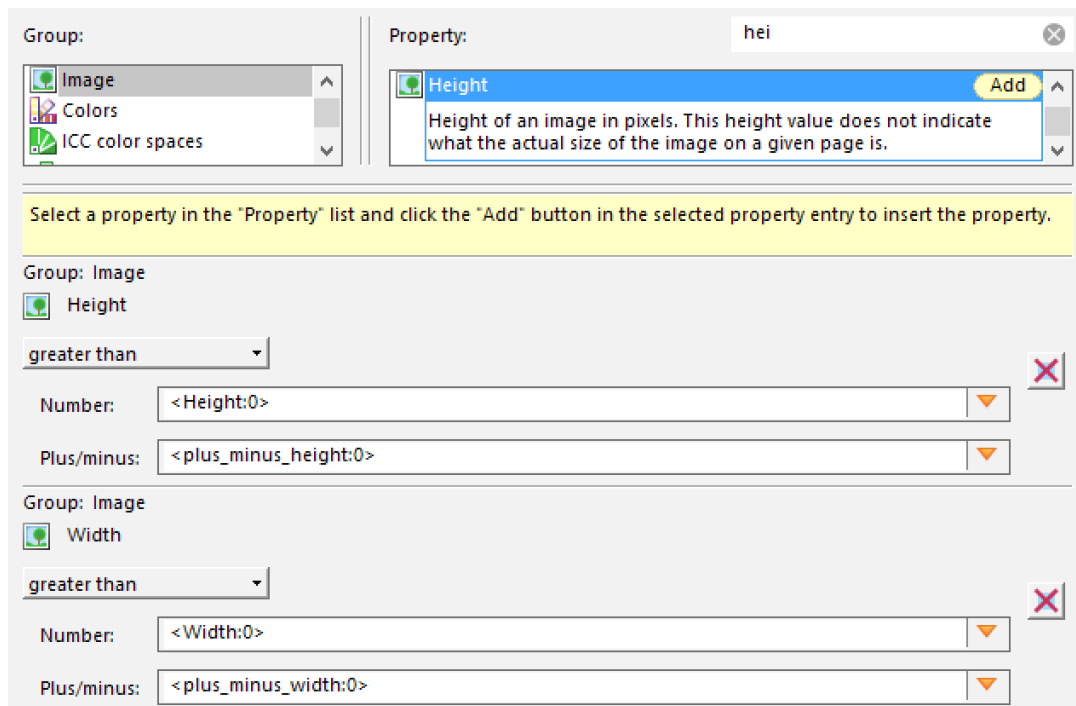 Group:
Property:
hei
Image
Colors
ICC color spaces
Height
Add
Height of an image in pixels. This height value does not indicate
what the actual size of the image on a given page is.
Select a property in the "Property" list and click the "Add" button in the selected property entry to insert the property.
Group: Image
Height
greater than
Number:
<Height:0>
Plus/minus:
<plus_minus_height:0>
Group: Image
Width
greater than
Number:
<Width:0>
Plus/minus:
<plus_minus_width:0>